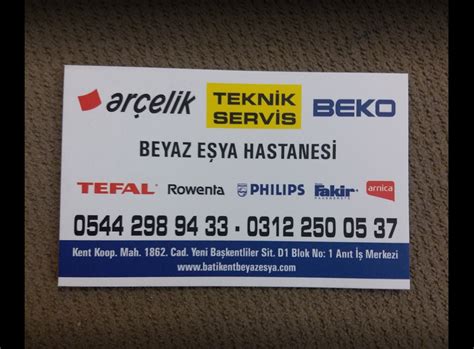 arçelik TEKNİK SERVİS BEKO
BEYAZ EŞYA HASTANESİ
TEFAL Rowenta PHILIPS fakir arnica
0544 298 94 33 - 0312 250 05 37
Kent Koop. Mah. 1862. Cad. Yeni Başkentliler Sit. D1 Blok No: 1 Anıt İş Merkezi
www.batikentbeyazesya.com